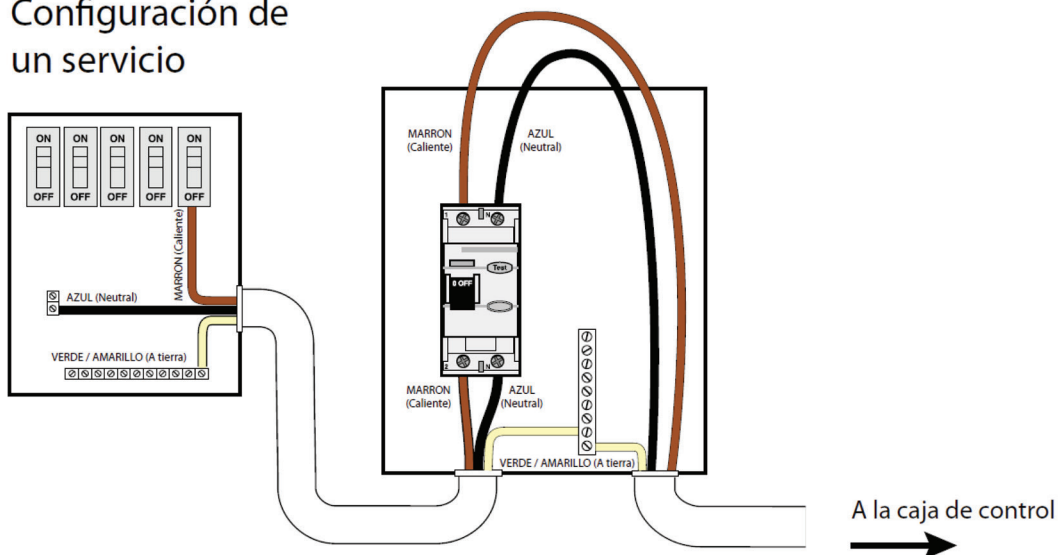 Configuración de
un servicio
ON
ON
ON
ON
ON
OFF
OFF
OFF
OFF
OFF
MARRON (Caliente)
AZUL (Neutral)
VERDE / AMARILLO (A tierra)
MARRON
(Caliente)
AZUL
(Neutral)
1
N
Test
0 OFF
2
N
MARRON
(Caliente)
AZUL
(Neutral)
VERDE / AMARILLO (A tierra)
A la caja de control